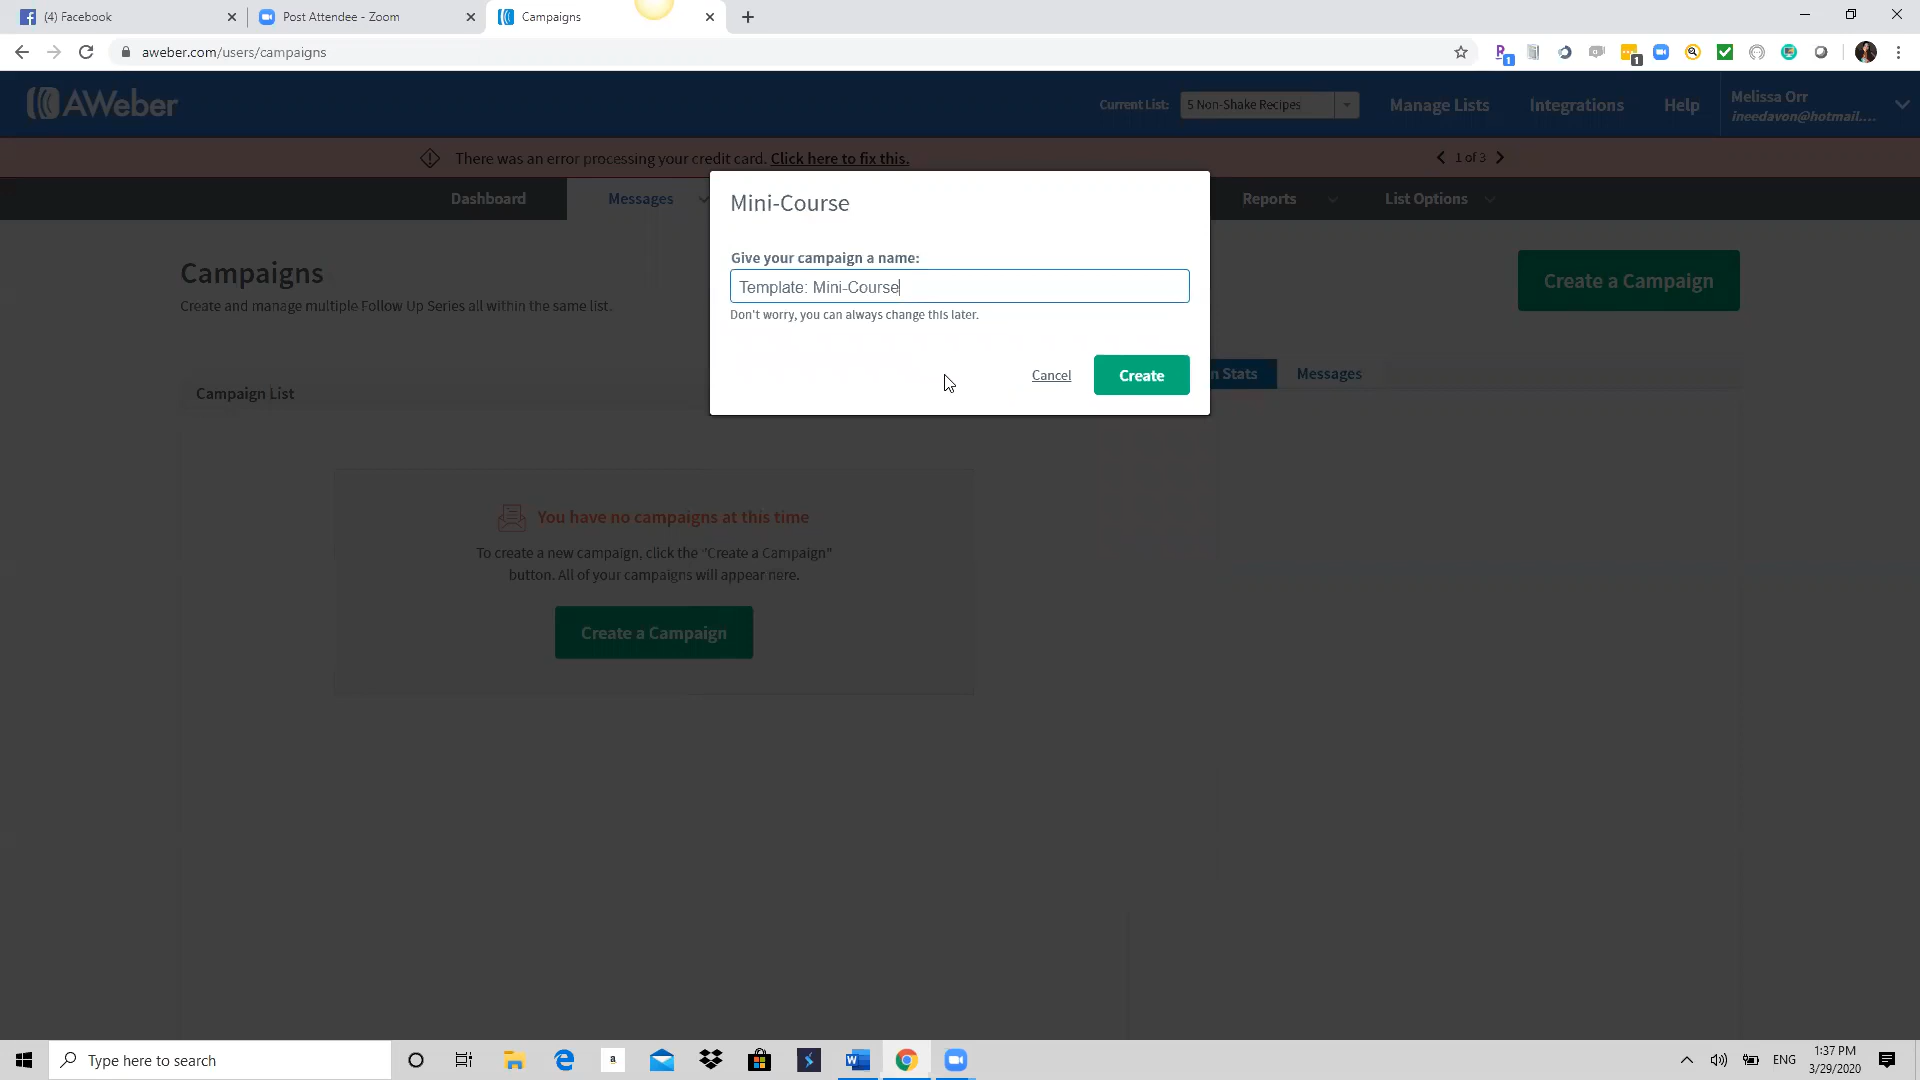 (4) Facebook
Post Attendee - Zoom
Campaigns
aweber.com/users/campaigns
1
1
AWeber
Current List:
5 Non-Shake Recipes
Manage Lists
Integrations
Help
Melissa Orr
ineedavon@hotmail....
There was an error processing your credit card. Click here to fix this.
1 of 3
Dashboard
Messages
Reports
List Options
Mini-Course
Give your campaign a name:
Template: Mini-Course
Don't worry, you can always change this later.
Cancel
Create
Campaigns
Create and manage multiple Follow Up Series all within the same list.
Create a Campaign
Campaign List
n Stats
Messages
You have no campaigns at this time
To create a new campaign, click the "Create a Campaign"
button. All of your campaigns will appear here.
Create a Campaign
Type here to search
a
ENG
1:37 PM
3/29/2020